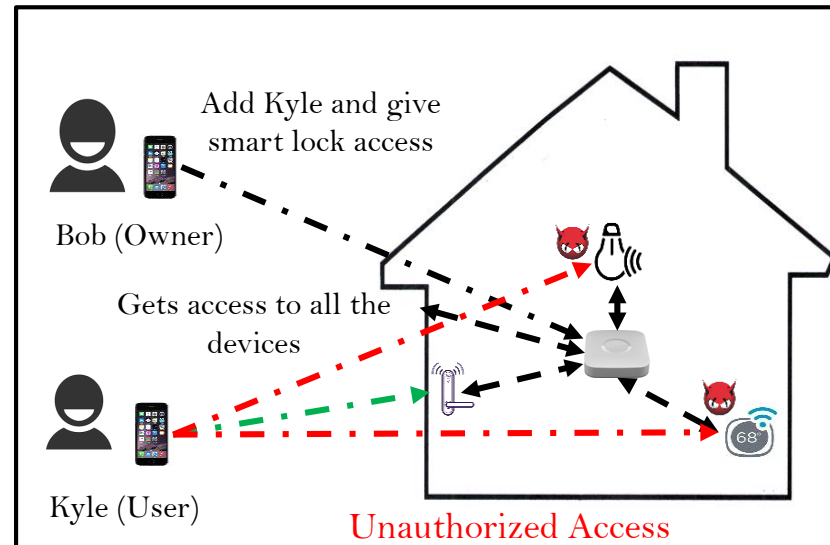 Add Kyle and give
smart lock access
Bob (Owner)
Gets access to all the
devices
68°
Kyle (User)
Unauthorized Access